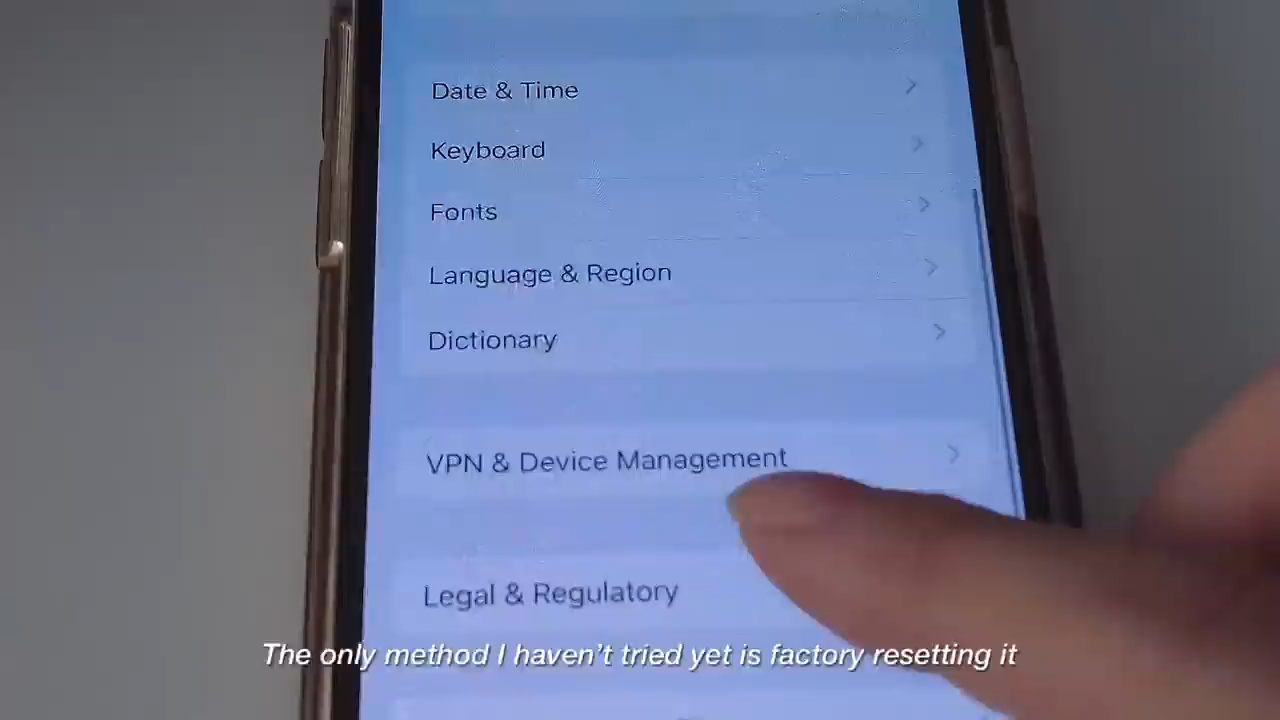 Date & Time
Keyboard
Fonts
Language & Region
Dictionary
VPN & Device Management
Legal & Regulatory
The only method I haven't tried yet is factory resetting it